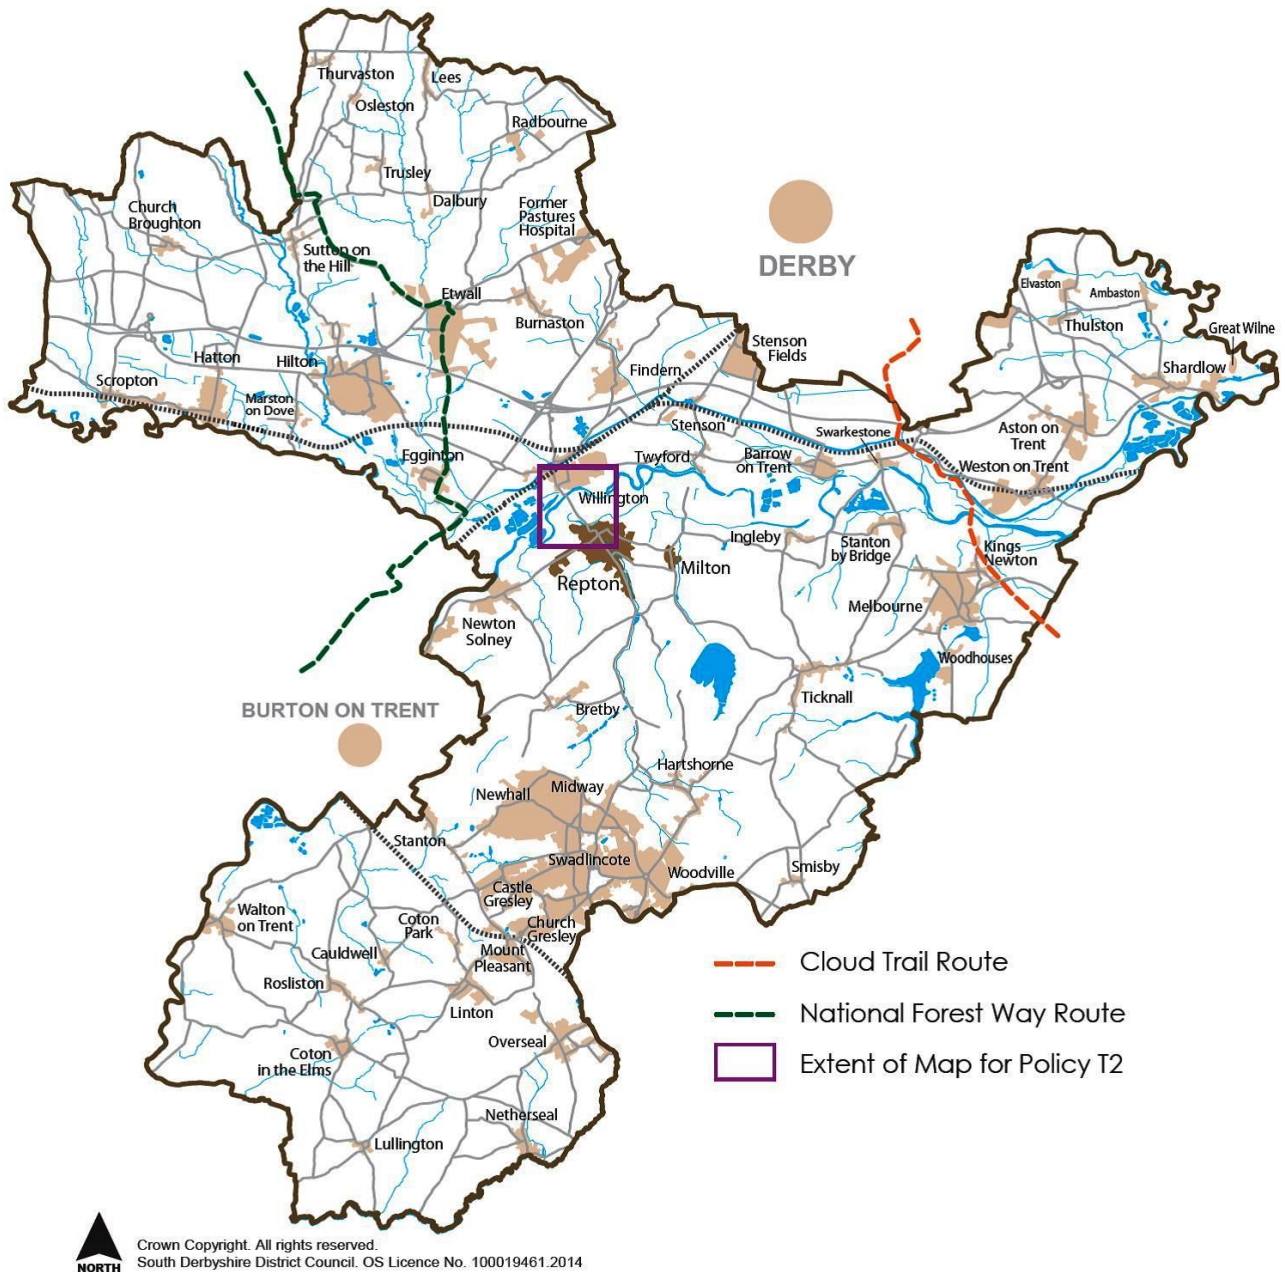 Thurvaston
Lees
Osleston
Radbourne
Trusley
Dalbury
Former
Pastures
Hospital
Church
Broughton
Sutton on
the Hill
DERBY
Etwall
Burnaston
Elvaston
Ambaston
Thulston
Great Wilne
Shardlow
Stenson
Fields
Findern
Hatton
Hilton
Scropton
Marston
on Dove
Stenson
Swarkestone
Aston on
Trent
Egginton
Twyford
Barrow
on Trent
Weston on Trent
Willington
Ingleby
Stanton
by Bridge
Kings
Newton
Repton
Milton
Melbourne
Newton
Solney
Woodhouses
Ticknall
BURTON ON TRENT
Bretby
Hartshorne
Newhall
Midway
Stanton
Swadlincote
Woodville
Smisby
Castle
Gresley
Walton
on Trent
Coton
Park
Church
Gresley
Cauldwell
Mount
Pleasant
Rosliston
Linton
Overseal
Coton
in the Elms
Netherseal
Lullington
Cloud Trail Route
National Forest Way Route
Extent of Map for Policy T2
NORTH
Crown Copyright. All rights reserved.
South Derbyshire District Council. OS Licence No. 100019461.2014